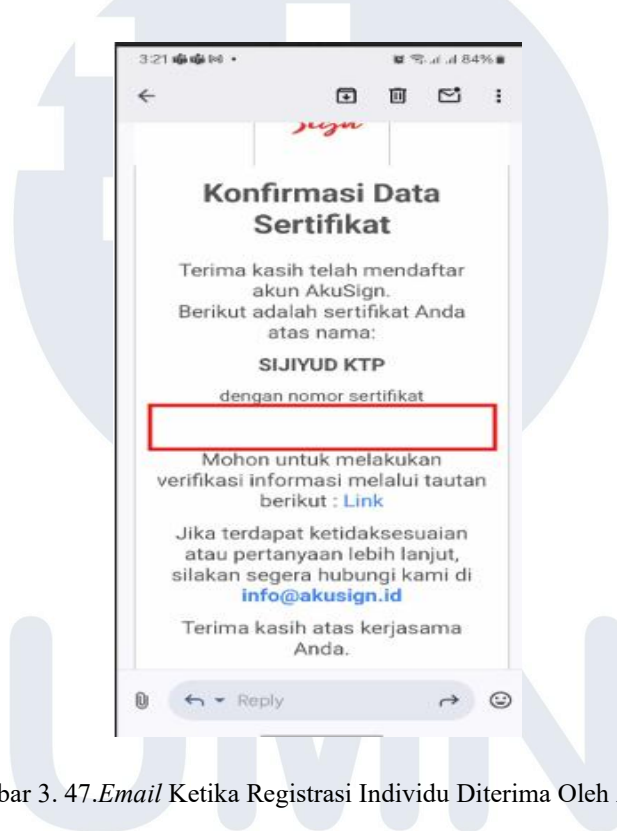 3:21
84%
Sign
Konfirmasi Data
Sertifikat
Terima kasih telah mendaftar
akun AkuSign.
Berikut adalah sertifikat Anda
atas nama:
SIJIYUD KTP
dengan nomor sertifikat
Mohon untuk melakukan
verifikasi informasi melalui tautan
berikut : Link
Jika terdapat ketidaksesuaian
atau pertanyaan lebih lanjut,
silakan segera hubungi kami di
info@akusign.id
Terima kasih atas kerjasama
Anda.
Reply
UMN
bar 3. 47.Email Ketika Registrasi Individu Diterima Oleh